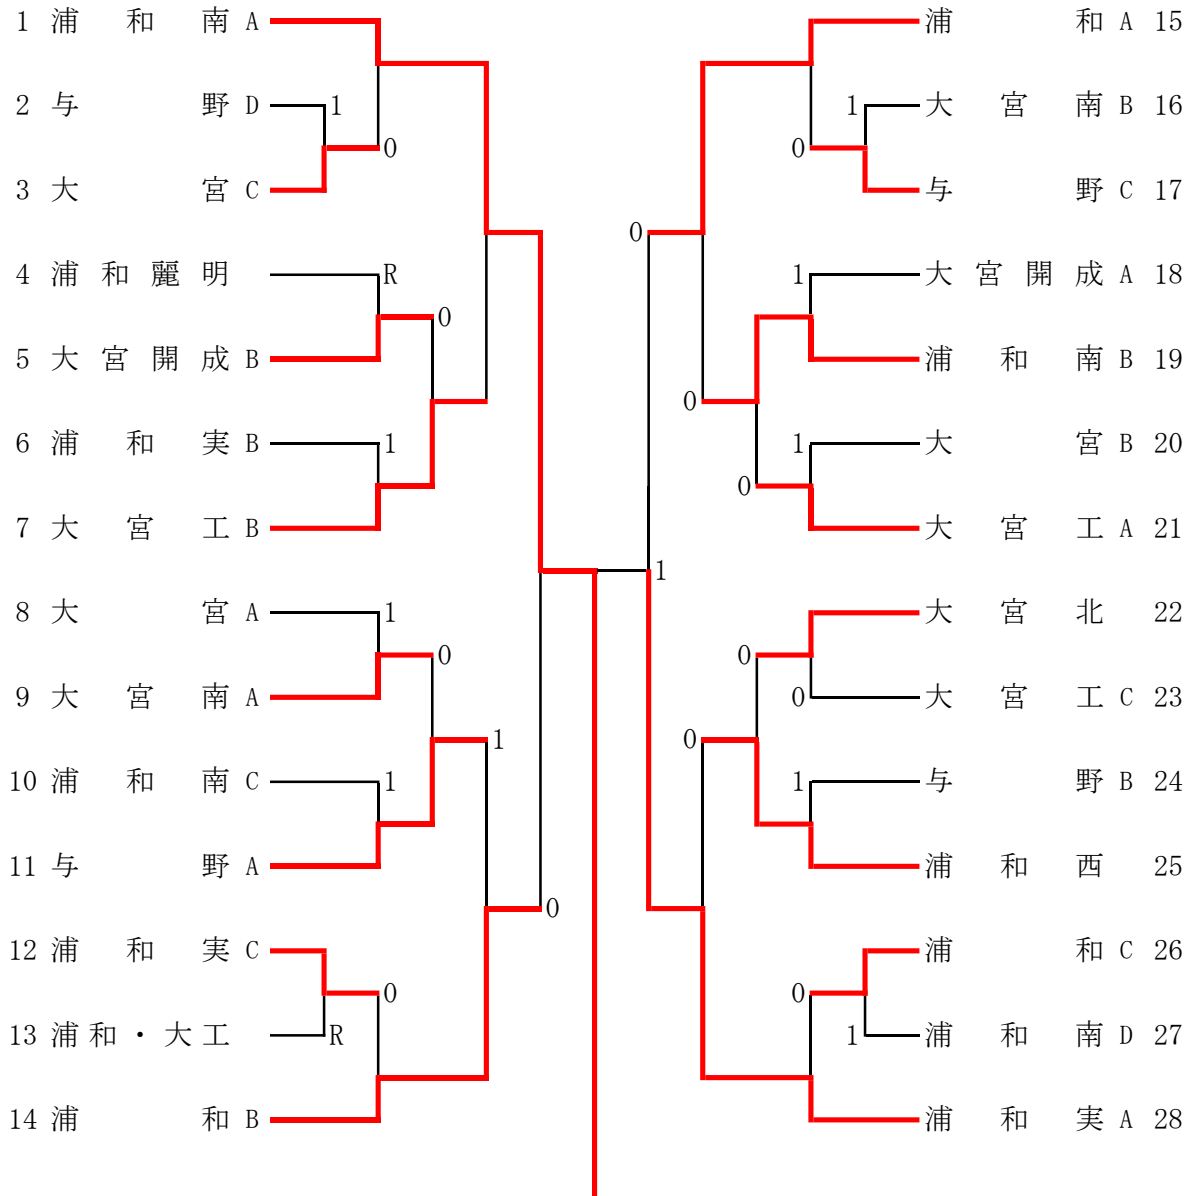 1 浦和南 A
2 与野 D 1
0
3 大宮 C
4 浦和麗明 R
0
5 大宮開成 B
6 浦和実 B 1
7 大宮工 B
8 大宮 A 1
0
9 大宮南 A
1
10 浦和南 C 1
11 与野 A
0
12 浦和実 C
0
13 浦和・大工 R
14 浦和 B
浦和 A 15
1 大宮南 B 16
0
与野 C 17
0
1 大宮開成 A 18
浦和南 B 19
0
1 大宮 B 20
0
大宮工 A 21
1
大宮北 22
0
0 大宮工 C 23
0
1 与野 B 24
浦和西 25
浦和 C 26
0
1 浦和南 D 27
浦和実 A 28